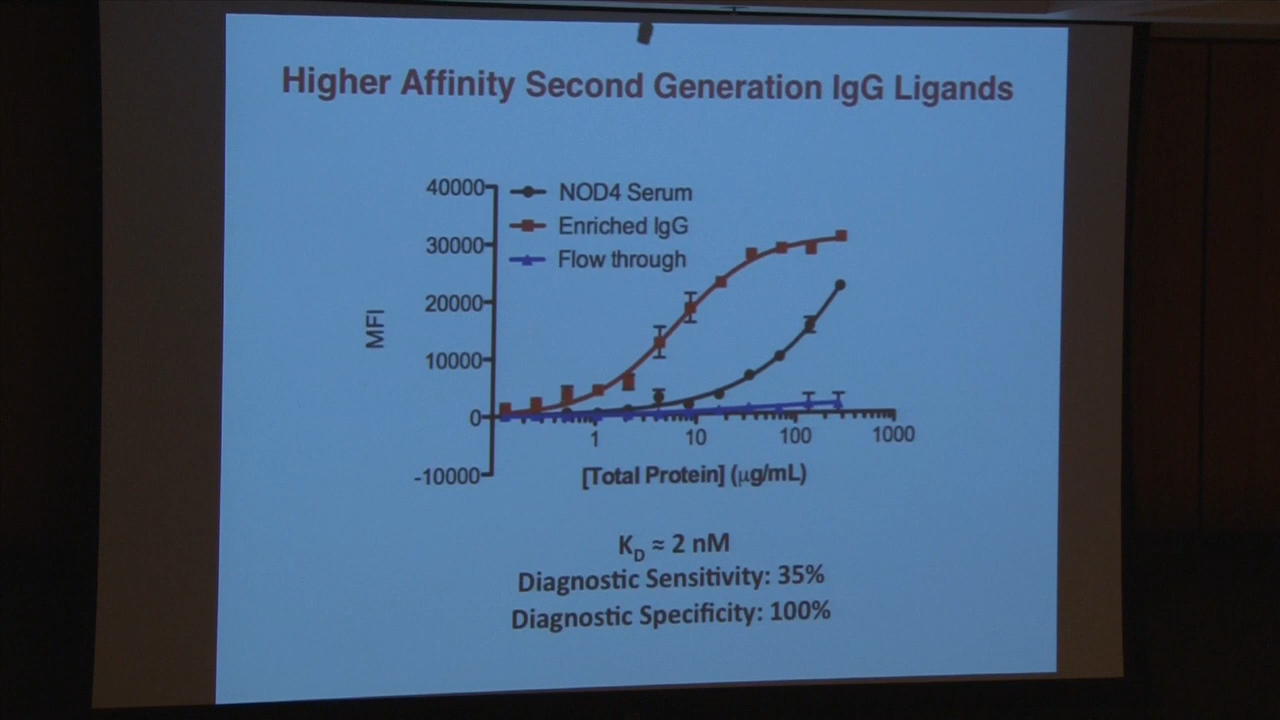 Higher Affinity Second Generation IgG Ligands
40000
30000
20000
10000
0
-10000
MFI
NOD4 Serum
Enriched IgG
Flow through
1
10
100
1000
[Total Protein] (µg/mL)
KD ≈ 2 nM
Diagnostic Sensitivity: 35%
Diagnostic Specificity: 100%